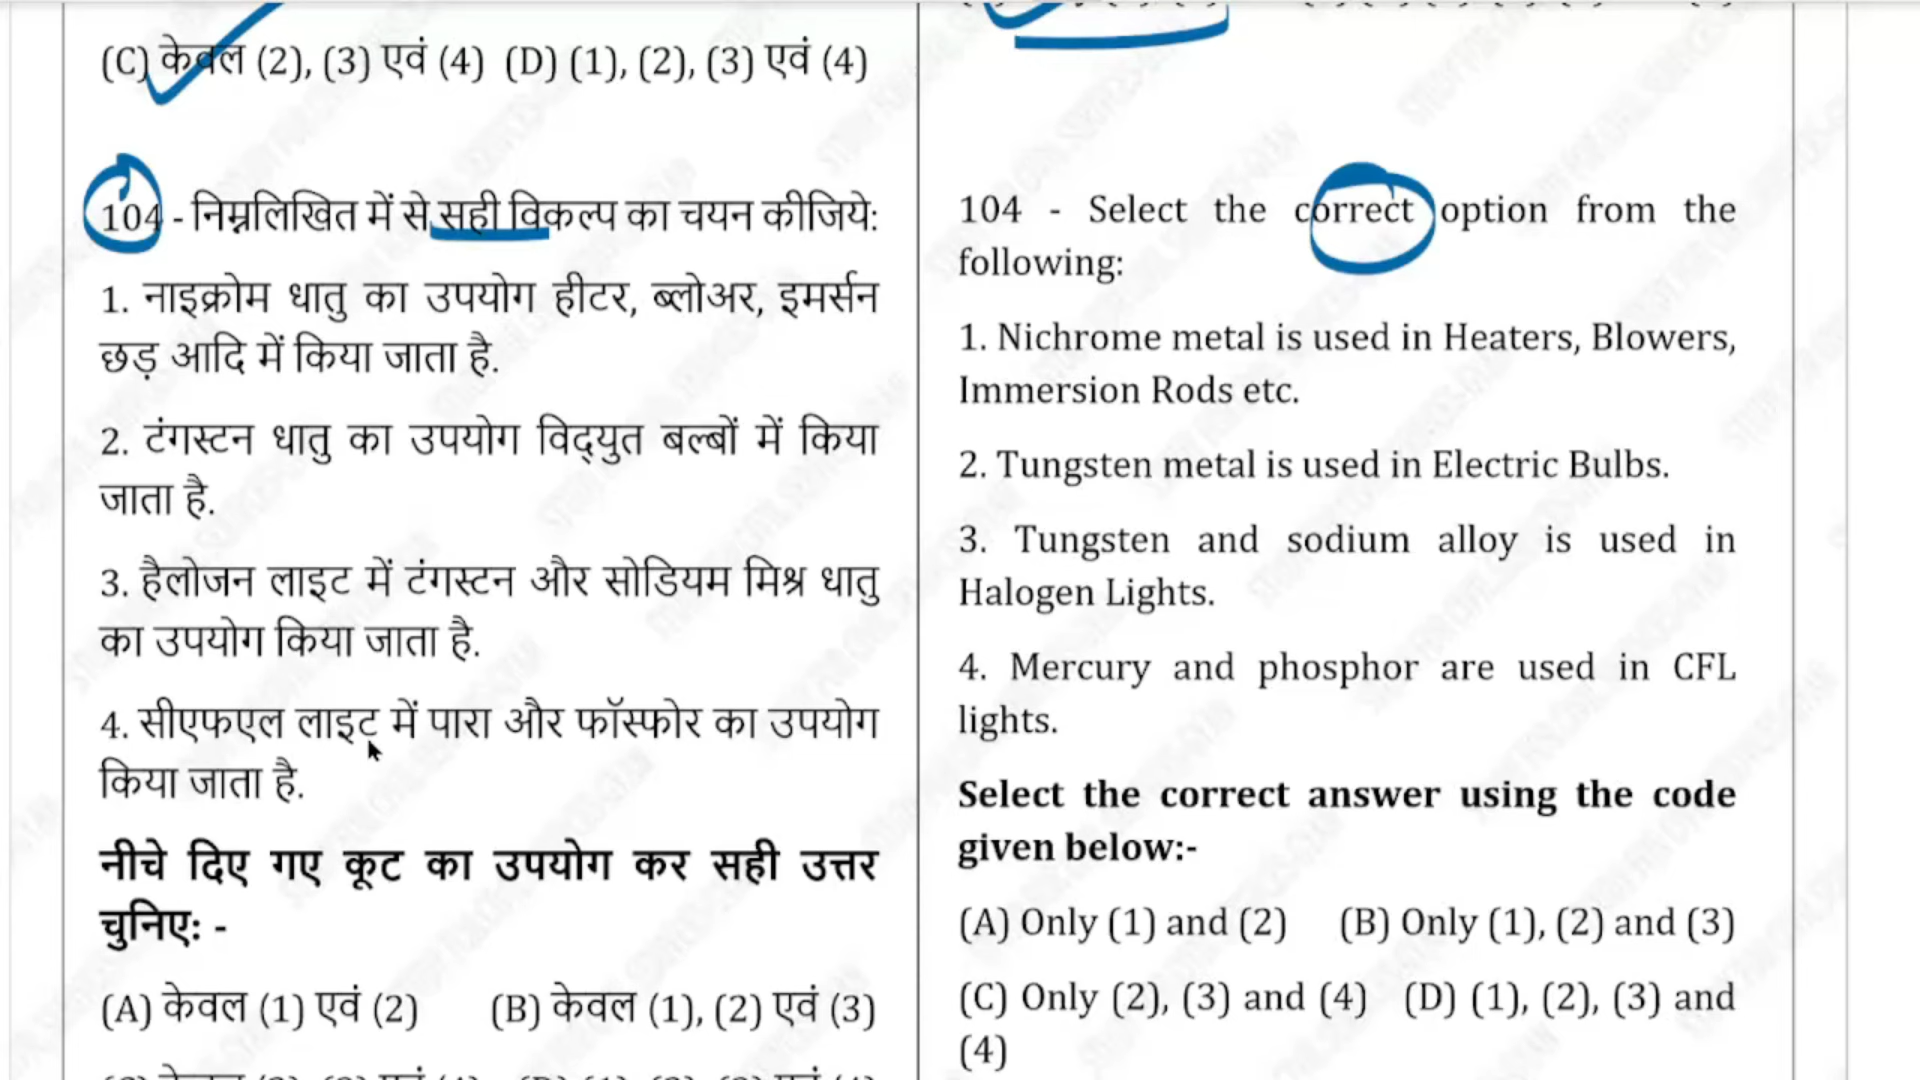 (C) केवल (2), (3) एवं (4) (D) (1), (2), (3) एवं (4)
104 - निम्नलिखित में से सही विकल्प का चयन कीजिये:
1. नाइक्रोम धातु का उपयोग हीटर, ब्लोअर, इमर्सन
छड़ आदि में किया जाता है.
2. टंगस्टन धातु का उपयोग विद्युत बल्बों में किया
जाता है.
3. हैलोजन लाइट में टंगस्टन और सोडियम मिश्र धातु
का उपयोग किया जाता है.
4. सीएफएल लाइट में पारा और फॉस्फोर का उपयोग
किया जाता है.
नीचे दिए गए कूट का उपयोग कर सही उत्तर
चुनिए: -
(A) केवल (1) एवं (2) (B) केवल (1), (2) एवं (3)
104 - Select the correct option from the
following:
1. Nichrome metal is used in Heaters, Blowers,
Immersion Rods etc.
2. Tungsten metal is used in Electric Bulbs.
3. Tungsten and sodium alloy is used in
Halogen Lights.
4. Mercury and phosphor are used in CFL
lights.
Select the correct answer using the code
given below:-
(A) Only (1) and (2) (B) Only (1), (2) and (3)
(C) Only (2), (3) and (4) (D) (1), (2), (3) and
(4)